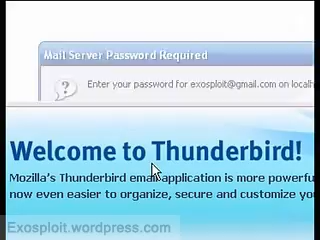 Mail Server Password Required
Enter your password for exosploit@gmail.com on localh
Welcome to Thunderbird!
Mozilla's Thunderbird email application is more powerfu
now even easier to organize, secure and customize you
Exosploit.wordpress.com